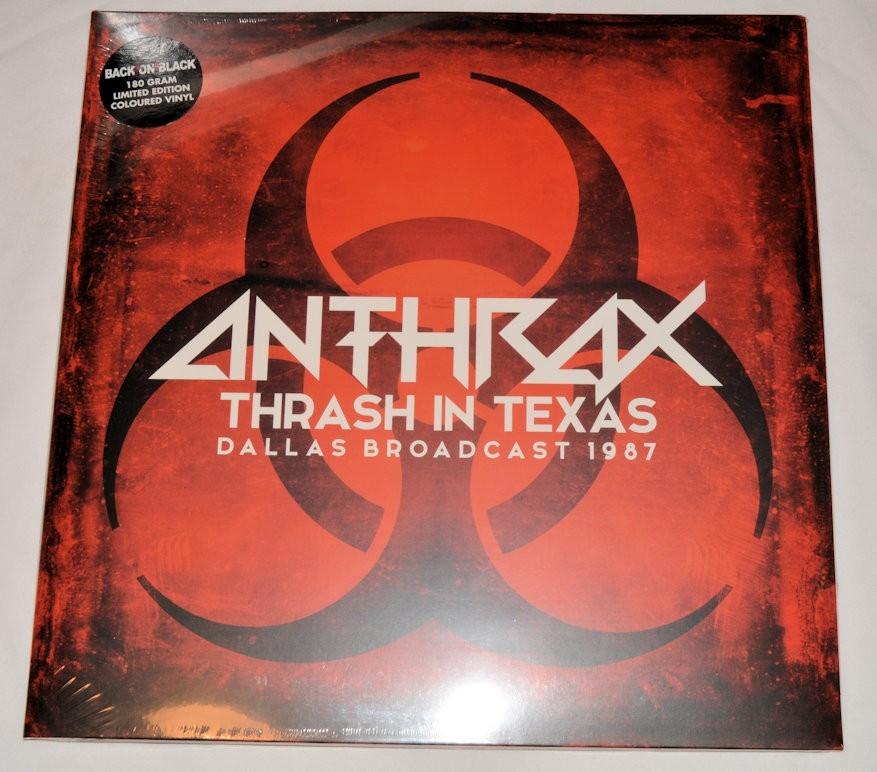 BACK ON BLACK
180 GRAM
LIMITED EDITION
COLOURED VINYL
ANTHRAX
THRASH IN TEXAS
DALLAS BROADCAST 1987